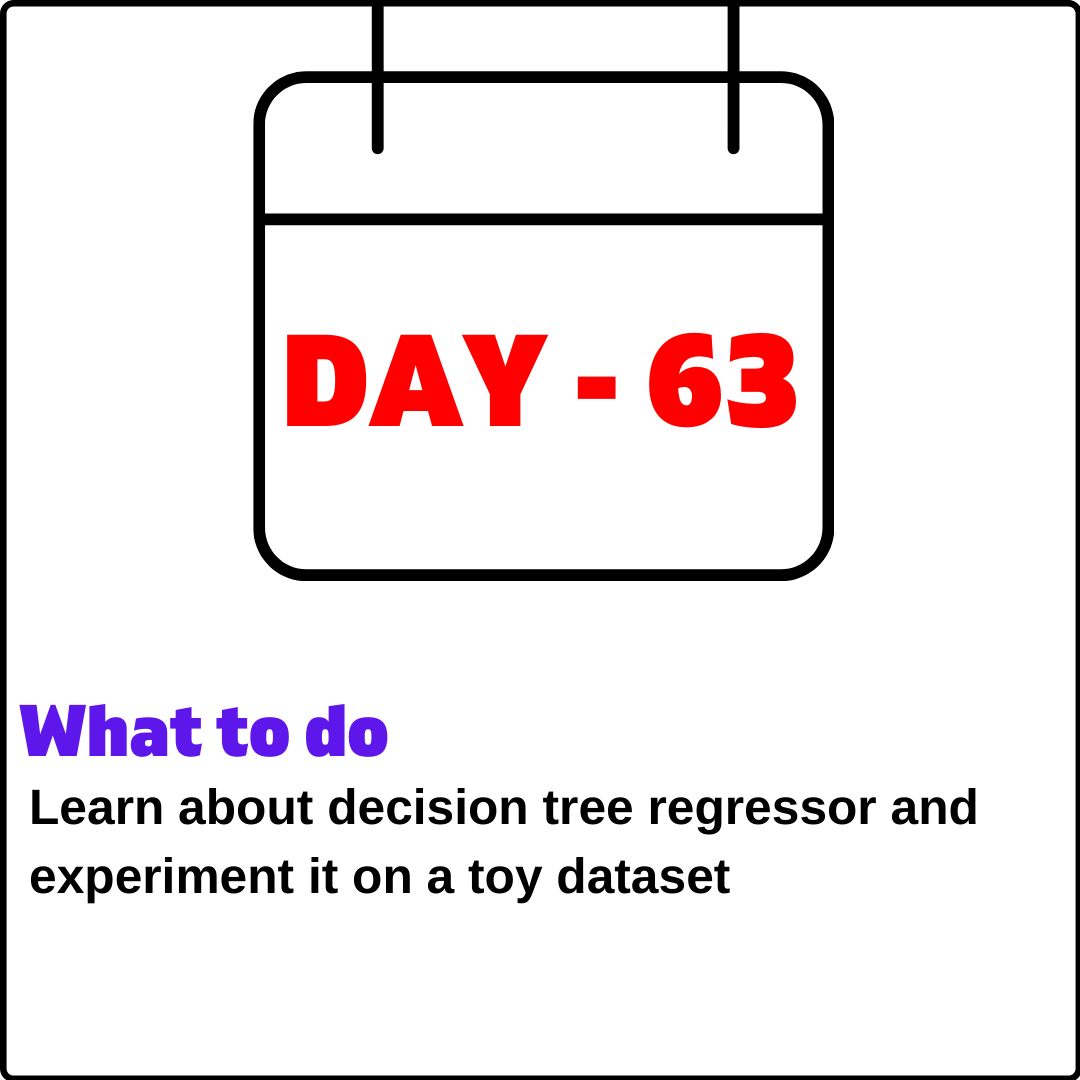 DAY - 63
What to do
Learn about decision tree regressor and
experiment it on a toy dataset